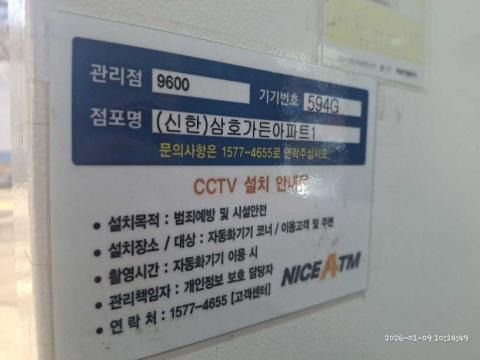 관리점 9600 기기번호 594G
점포명 (신한)삼호가든아파트1
문의사항은 1577-4655로 연락주십시오
CCTV 설치 안내문
• 설치목적 : 범죄예방 및 시설안전
• 설치장소 / 대상 : 자동화기기 코너 / 이용고객 및 주변
• 촬영시간 : 자동화기기 이용 시
• 관리책임자 : 개인정보 보호 담당자
• 연 락 처 : 1577-4655 [고객센터]
NICE ATM
2026-01-09 10:24:49